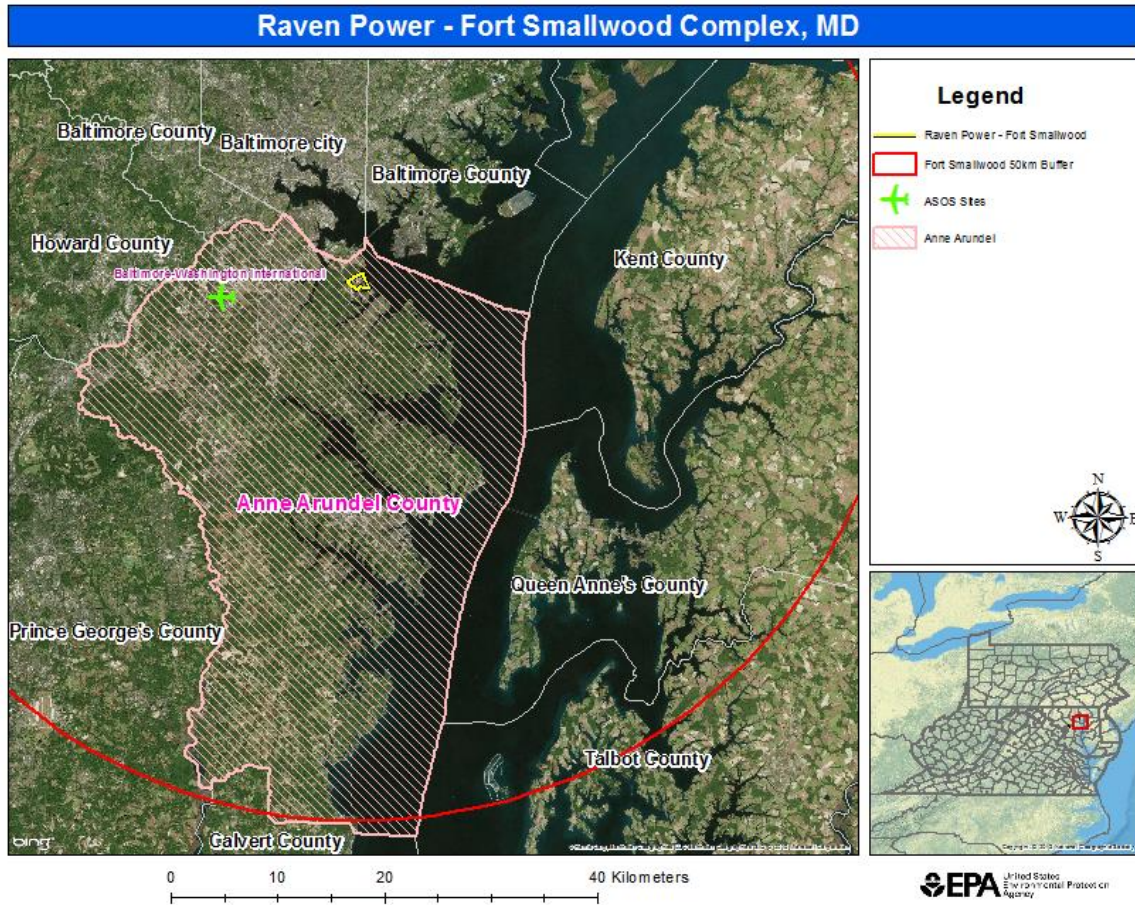 Raven Power - Fort Smallwood Complex, MD
Baltimore County
Baltimore city
Baltimore County
Howard County
Baltimore-Washington International
Kent County
Anne Arundel County
Queen Anne's County
Prince George's County
Talbot County
Calvert County
bing
Legend
Raven Power - Fort Smallwood
Fort Smallwood 50km Buffer
ASOS Sites
Anne Arundel
N
W
E
S
0 10 20 40 Kilometers
EPA
United States
Environmental Protection
Agency